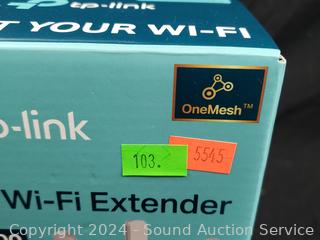 tp-link
T YOUR WI-FI
OneMesh™
p-link
103.
5545
Wi-Fi Extender
Copyright 2024 - Sound Auction Service